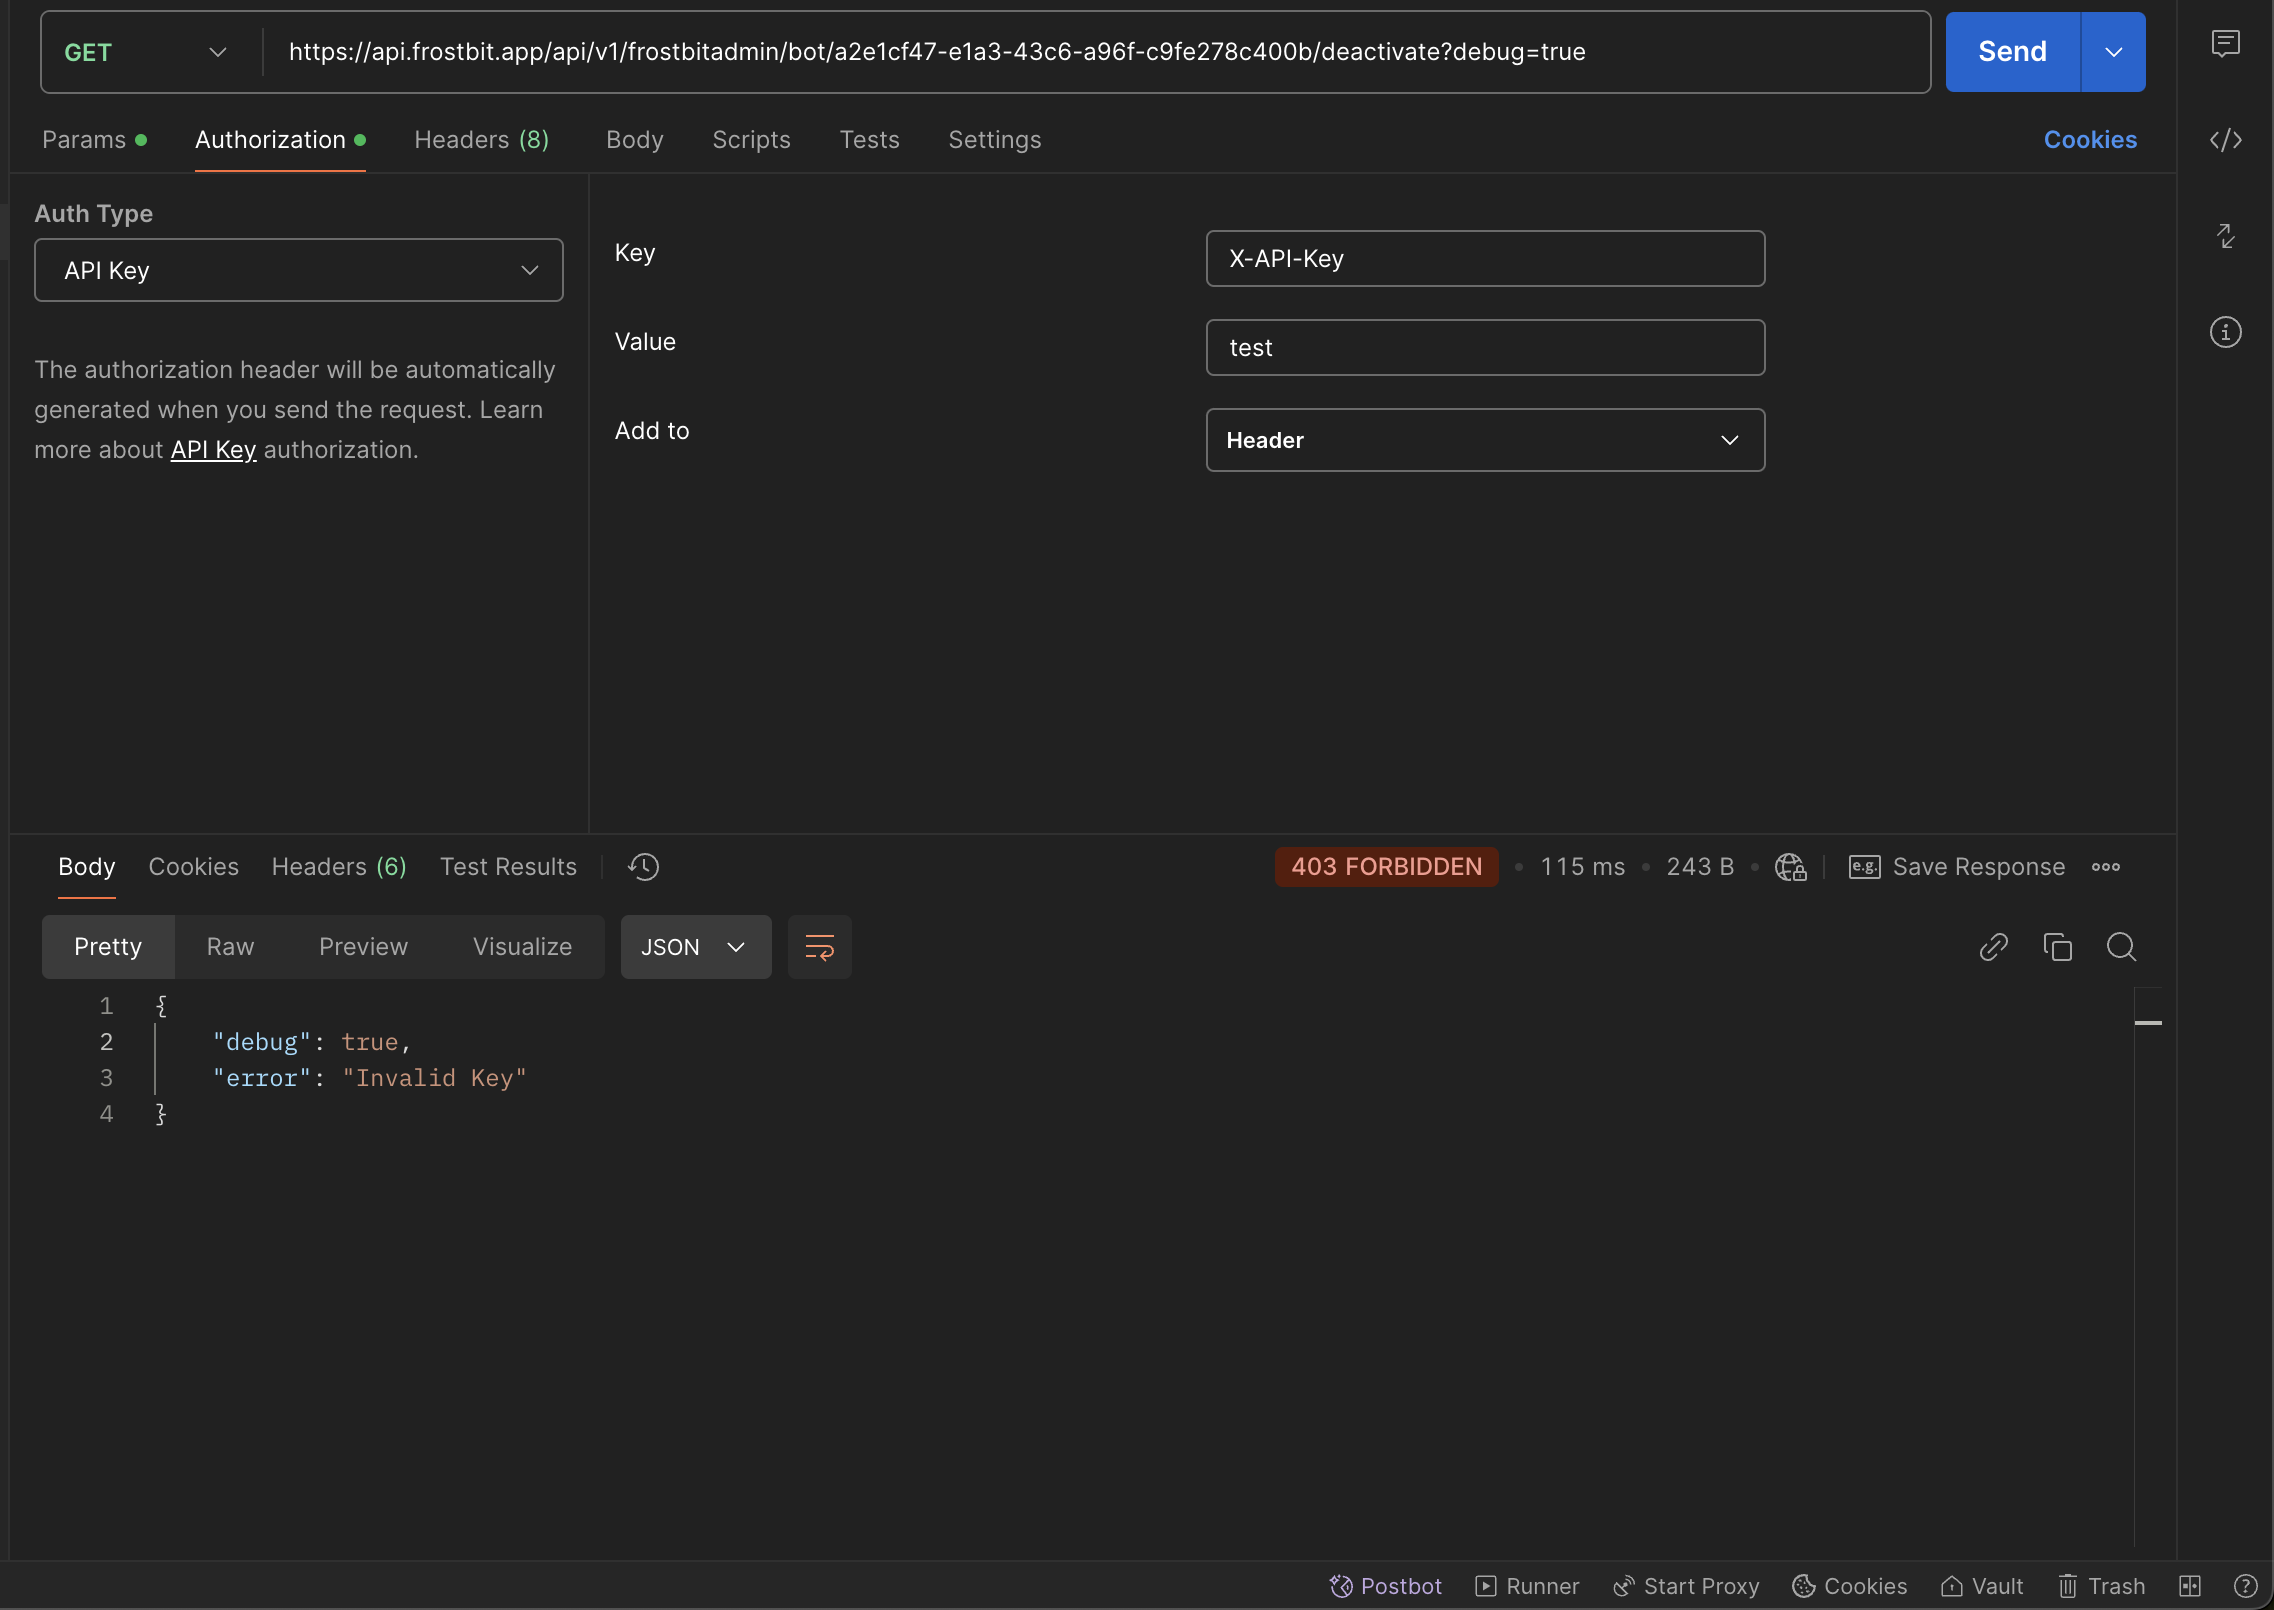 GET https://api.frostbit.app/api/v1/frostbitadmin/bot/a2e1cf47-e1a3-43c6-a96f-c9fe278c400b/deactivate?debug=true Send
Params Authorization Headers (8) Body Scripts Tests Settings Cookies
Auth Type
API Key
The authorization header will be automatically
generated when you send the request. Learn
more about API Key authorization.
Key X-API-Key
Value test
Add to Header
Body Cookies Headers (6) Test Results 403 FORBIDDEN 115 ms 243 B e.g. Save Response
Pretty Raw Preview Visualize JSON
1 {
2 "debug": true,
3 "error": "Invalid Key"
4 }
Postbot Runner Start Proxy Cookies Vault Trash